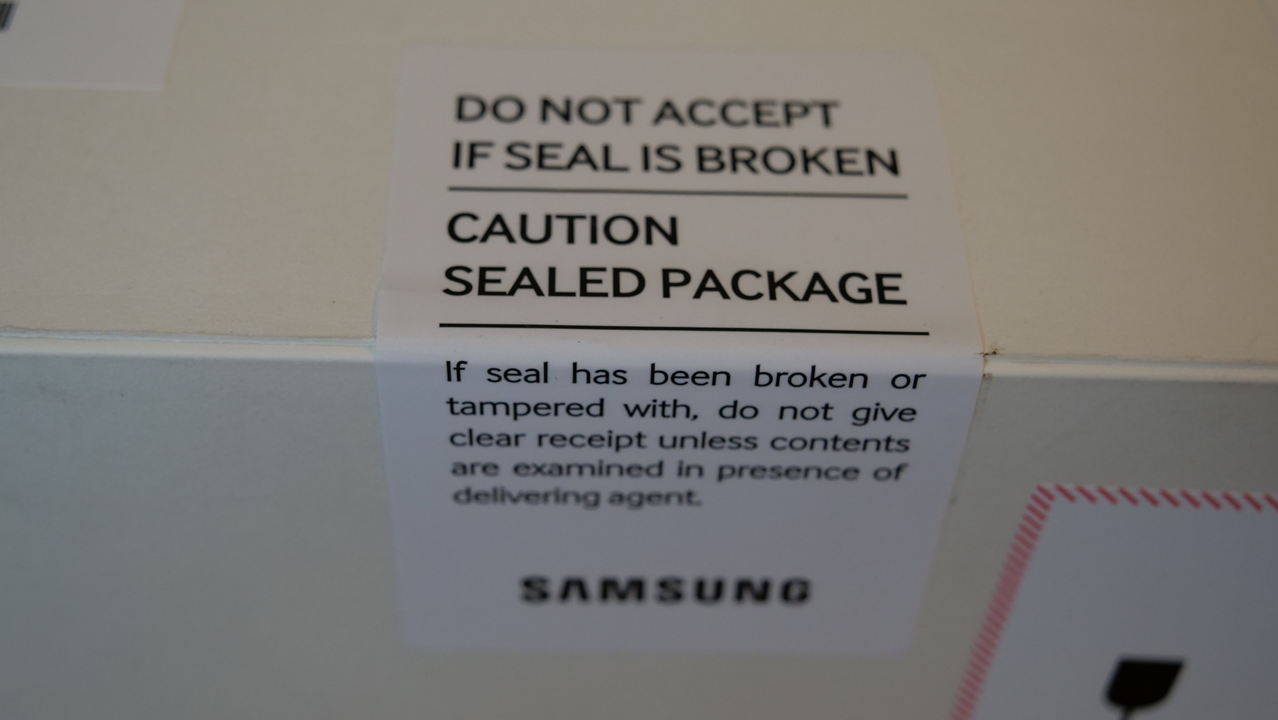 DO NOT ACCEPT
IF SEAL IS BROKEN
CAUTION
SEALED PACKAGE
If seal has been broken or
tampered with, do not give
clear receipt unless contents
are examined in presence of
delivering agent.
SAMSUNG